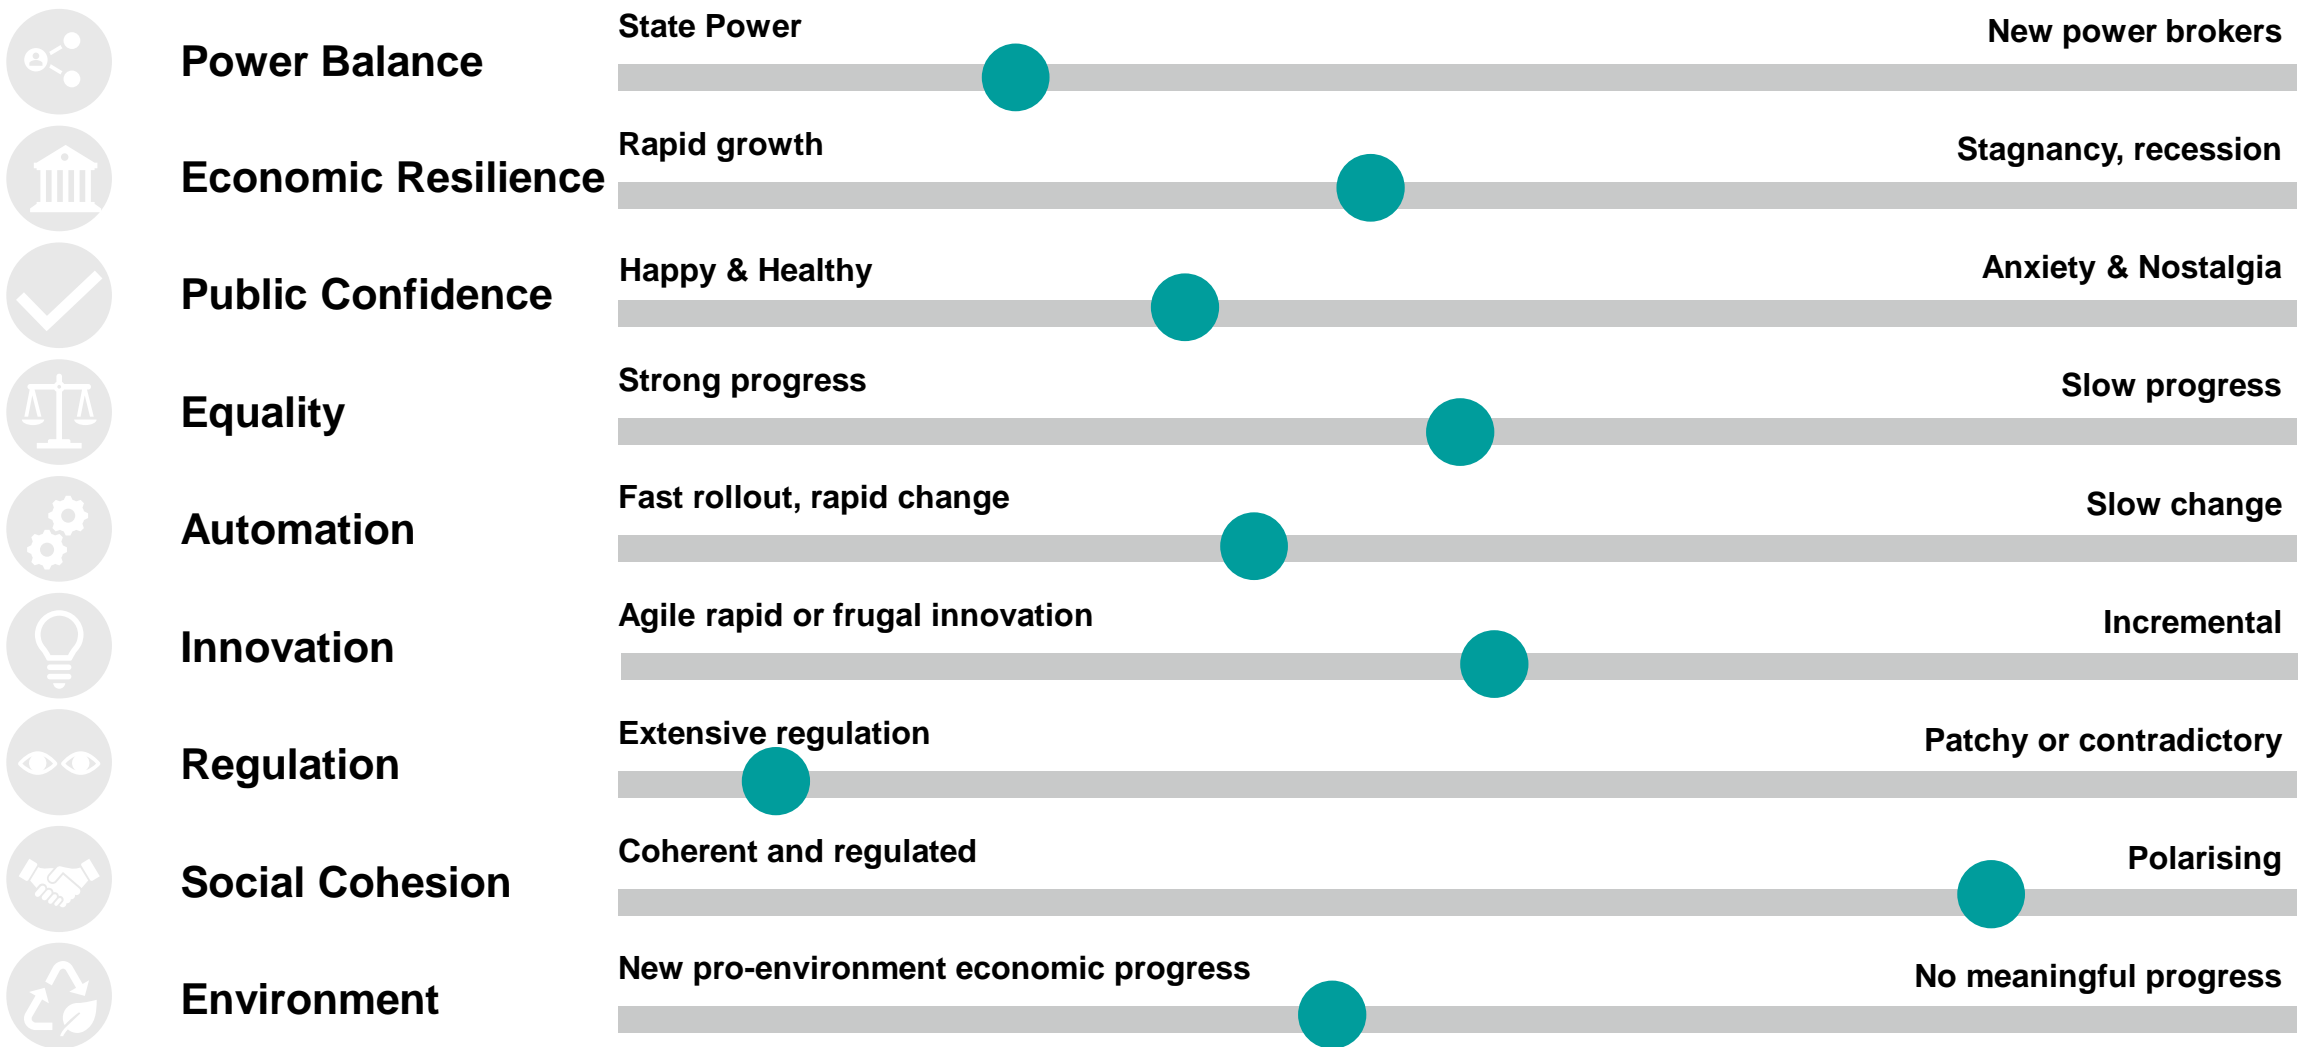 State Power
New power brokers
Power Balance
Rapid growth
Stagnancy, recession
Economic Resilience
Happy & Healthy
Anxiety & Nostalgia
Public Confidence
Strong progress
Slow progress
Equality
Fast rollout, rapid change
Slow change
Automation
Agile rapid or frugal innovation
Incremental
Innovation
Extensive regulation
Patchy or contradictory
Regulation
Coherent and regulated
Polarising
Social Cohesion
New pro-environment economic progress
No meaningful progress
Environment